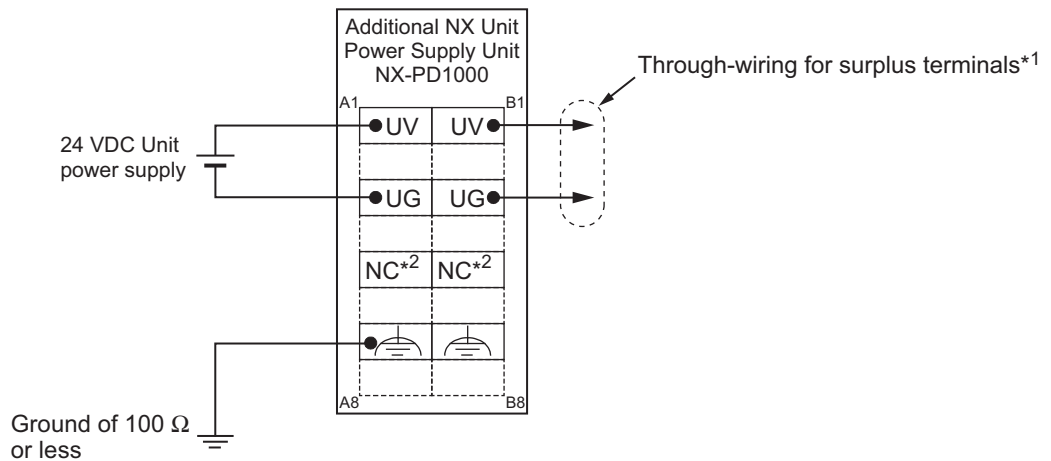 Additional NX Unit
Power Supply Unit
NX-PD1000
Through-wiring for surplus terminals*1
A1
B1
UV
UV
24 VDC Unit
power supply
UG
UG
NC*2
NC*2
A8
B8
Ground of 100 Ω
or less